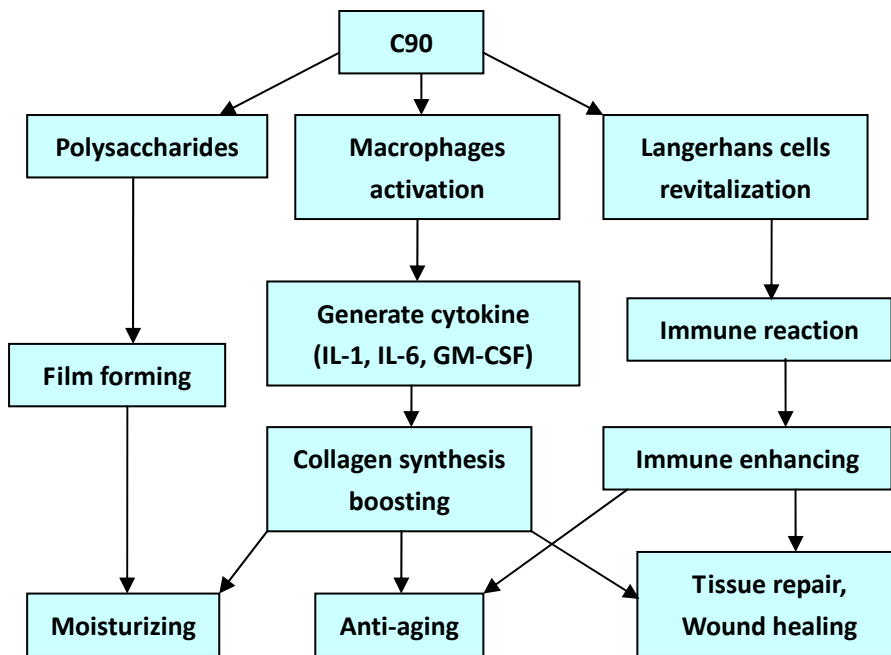 C90
Polysaccharides
Macrophages
activation
Langerhans cells
revitalization
Generate cytokine
(IL-1, IL-6, GM-CSF)
Immune reaction
Film forming
Collagen synthesis
boosting
Immune enhancing
Moisturizing
Anti-aging
Tissue repair,
Wound healing